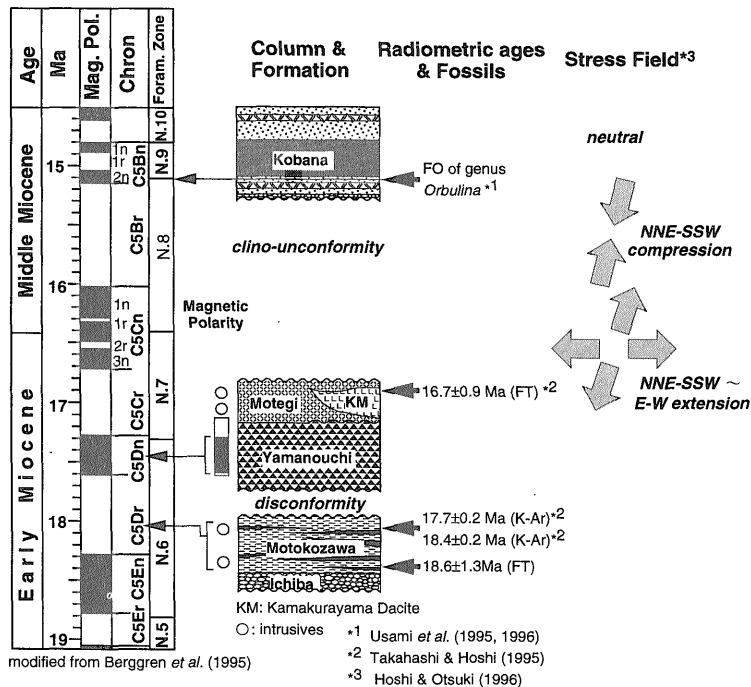 Age
Ma
Mag. Pol.
Chron
Foram. Zone
Column &
Formation
Radiometric ages
& Fossils
Stress Field*3
Middle Miocene
Early Miocene
15
16
17
18
19
1n
1r
2n
C5Bn
C5Br
1n
1r
2r
3n
C5Cn
C5Cr
C5Dn
C5Dr
C5En
C5Er
N.10
N.9
N.8
N.7
N.6
N.5
Kobana
FO of genus
Orbulina *1
neutral
clino-unconformity
NNE-SSW
compression
Magnetic
Polarity
Motegi
KM
16.7±0.9 Ma (FT) *2
NNE-SSW ~
E-W extension
Yamanouchi
disconformity
17.7±0.2 Ma (K-Ar)*2
18.4±0.2 Ma (K-Ar)*2
Motokozawa
18.6±1.3Ma (FT)
Ichiba
KM: Kamakurayama Dacite
O: intrusives
*1 Usami et al. (1995, 1996)
*2 Takahashi & Hoshi (1995)
*3 Hoshi & Otsuki (1996)
modified from Berggren et al. (1995)